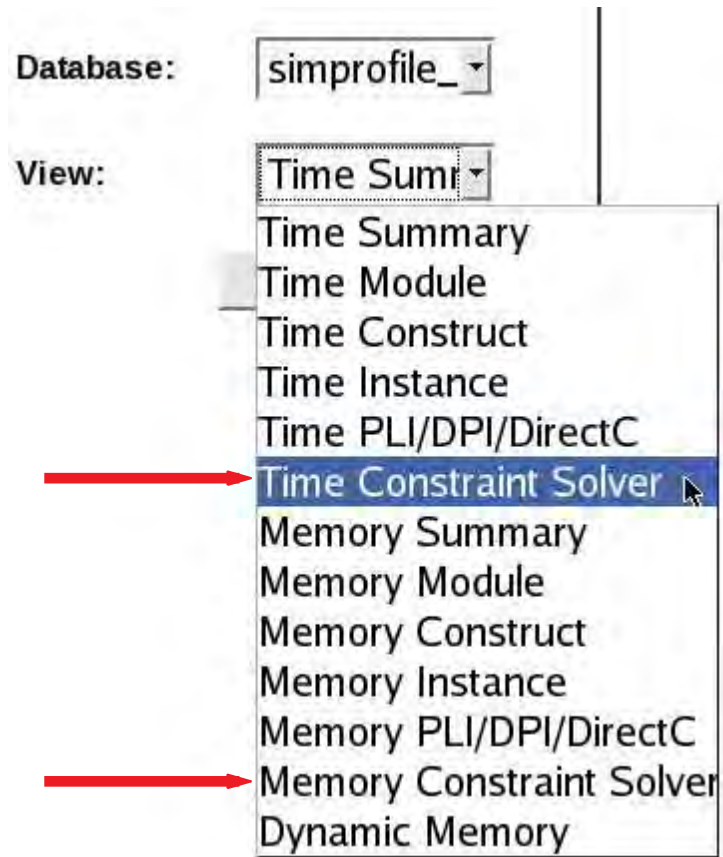 Database: simprofile_
View: Time Sumr
Time Summary
Time Module
Time Construct
Time Instance
Time PLI/DPI/DirectC
Time Constraint Solver
Memory Summary
Memory Module
Memory Construct
Memory Instance
Memory PLI/DPI/DirectC
Memory Constraint Solver
Dynamic Memory